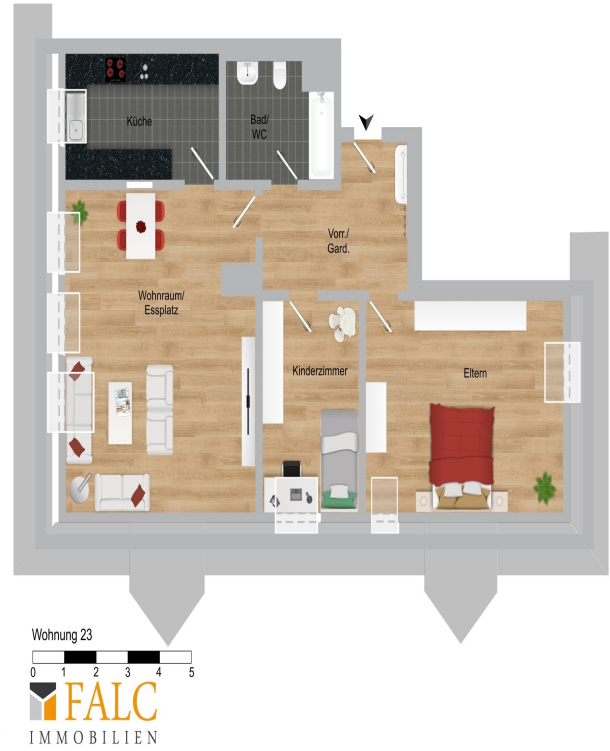 Küche
Bad/
WC
Vorr./
Gard.
Wohnraum/
Essplatz
Kinderzimmer
Eltern
Wohnung 23
0 1 2 3 4 5
FALC
IMMOBILIEN